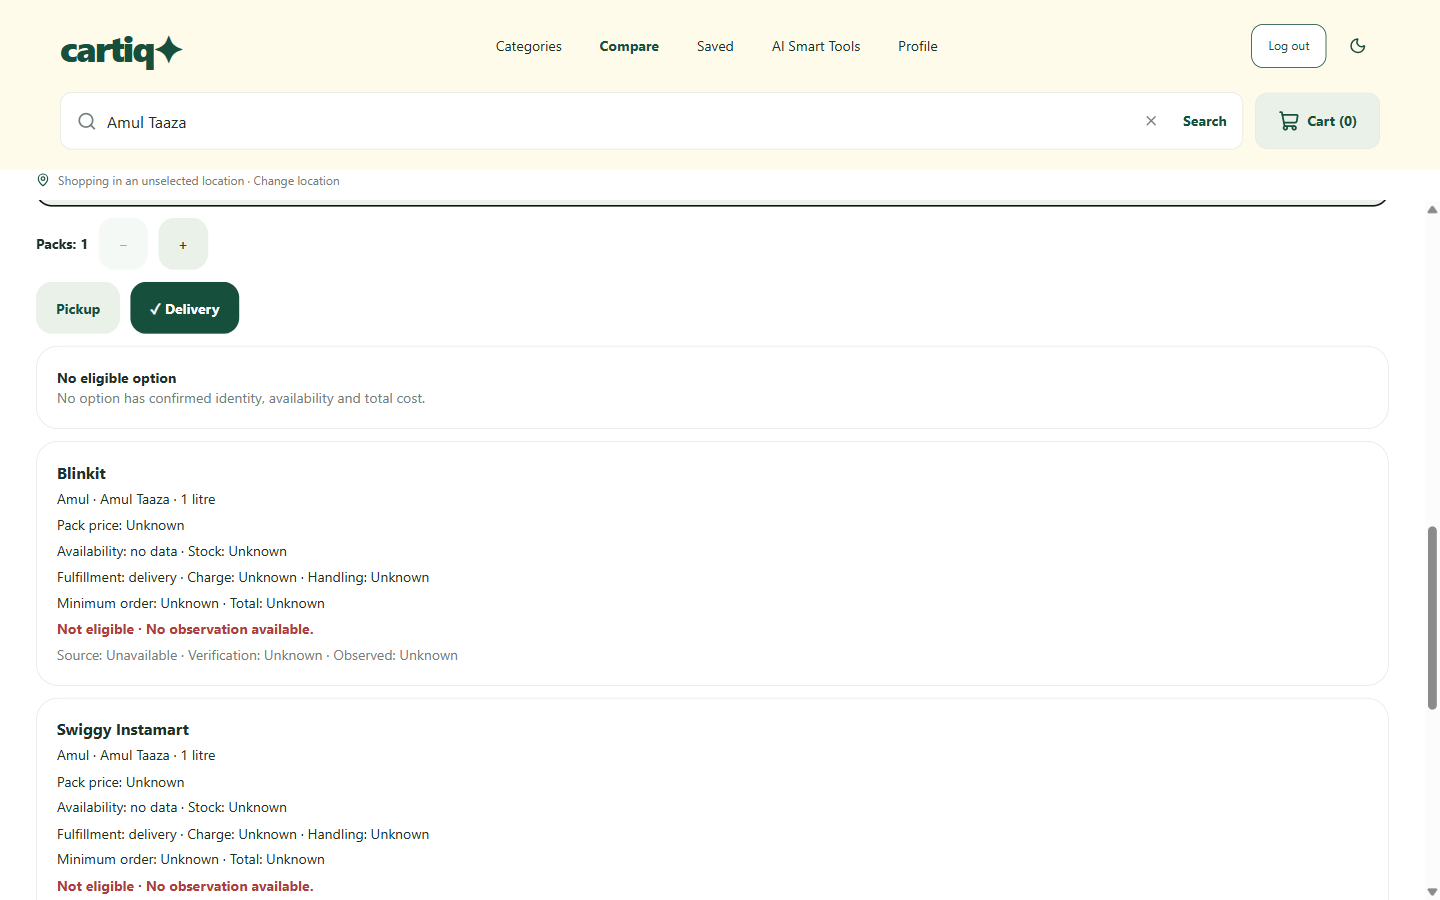 cartiq
Categories
Compare
Saved
AI Smart Tools
Profile
Log out
Amul Taaza
Search
Cart (0)
Shopping in an unselected location · Change location
Packs: 1
−
+
Pickup
✓ Delivery
No eligible option
No option has confirmed identity, availability and total cost.
Blinkit
Amul · Amul Taaza · 1 litre
Pack price: Unknown
Availability: no data · Stock: Unknown
Fulfillment: delivery · Charge: Unknown · Handling: Unknown
Minimum order: Unknown · Total: Unknown
Not eligible · No observation available.
Source: Unavailable · Verification: Unknown · Observed: Unknown
Swiggy Instamart
Amul · Amul Taaza · 1 litre
Pack price: Unknown
Availability: no data · Stock: Unknown
Fulfillment: delivery · Charge: Unknown · Handling: Unknown
Minimum order: Unknown · Total: Unknown
Not eligible · No observation available.